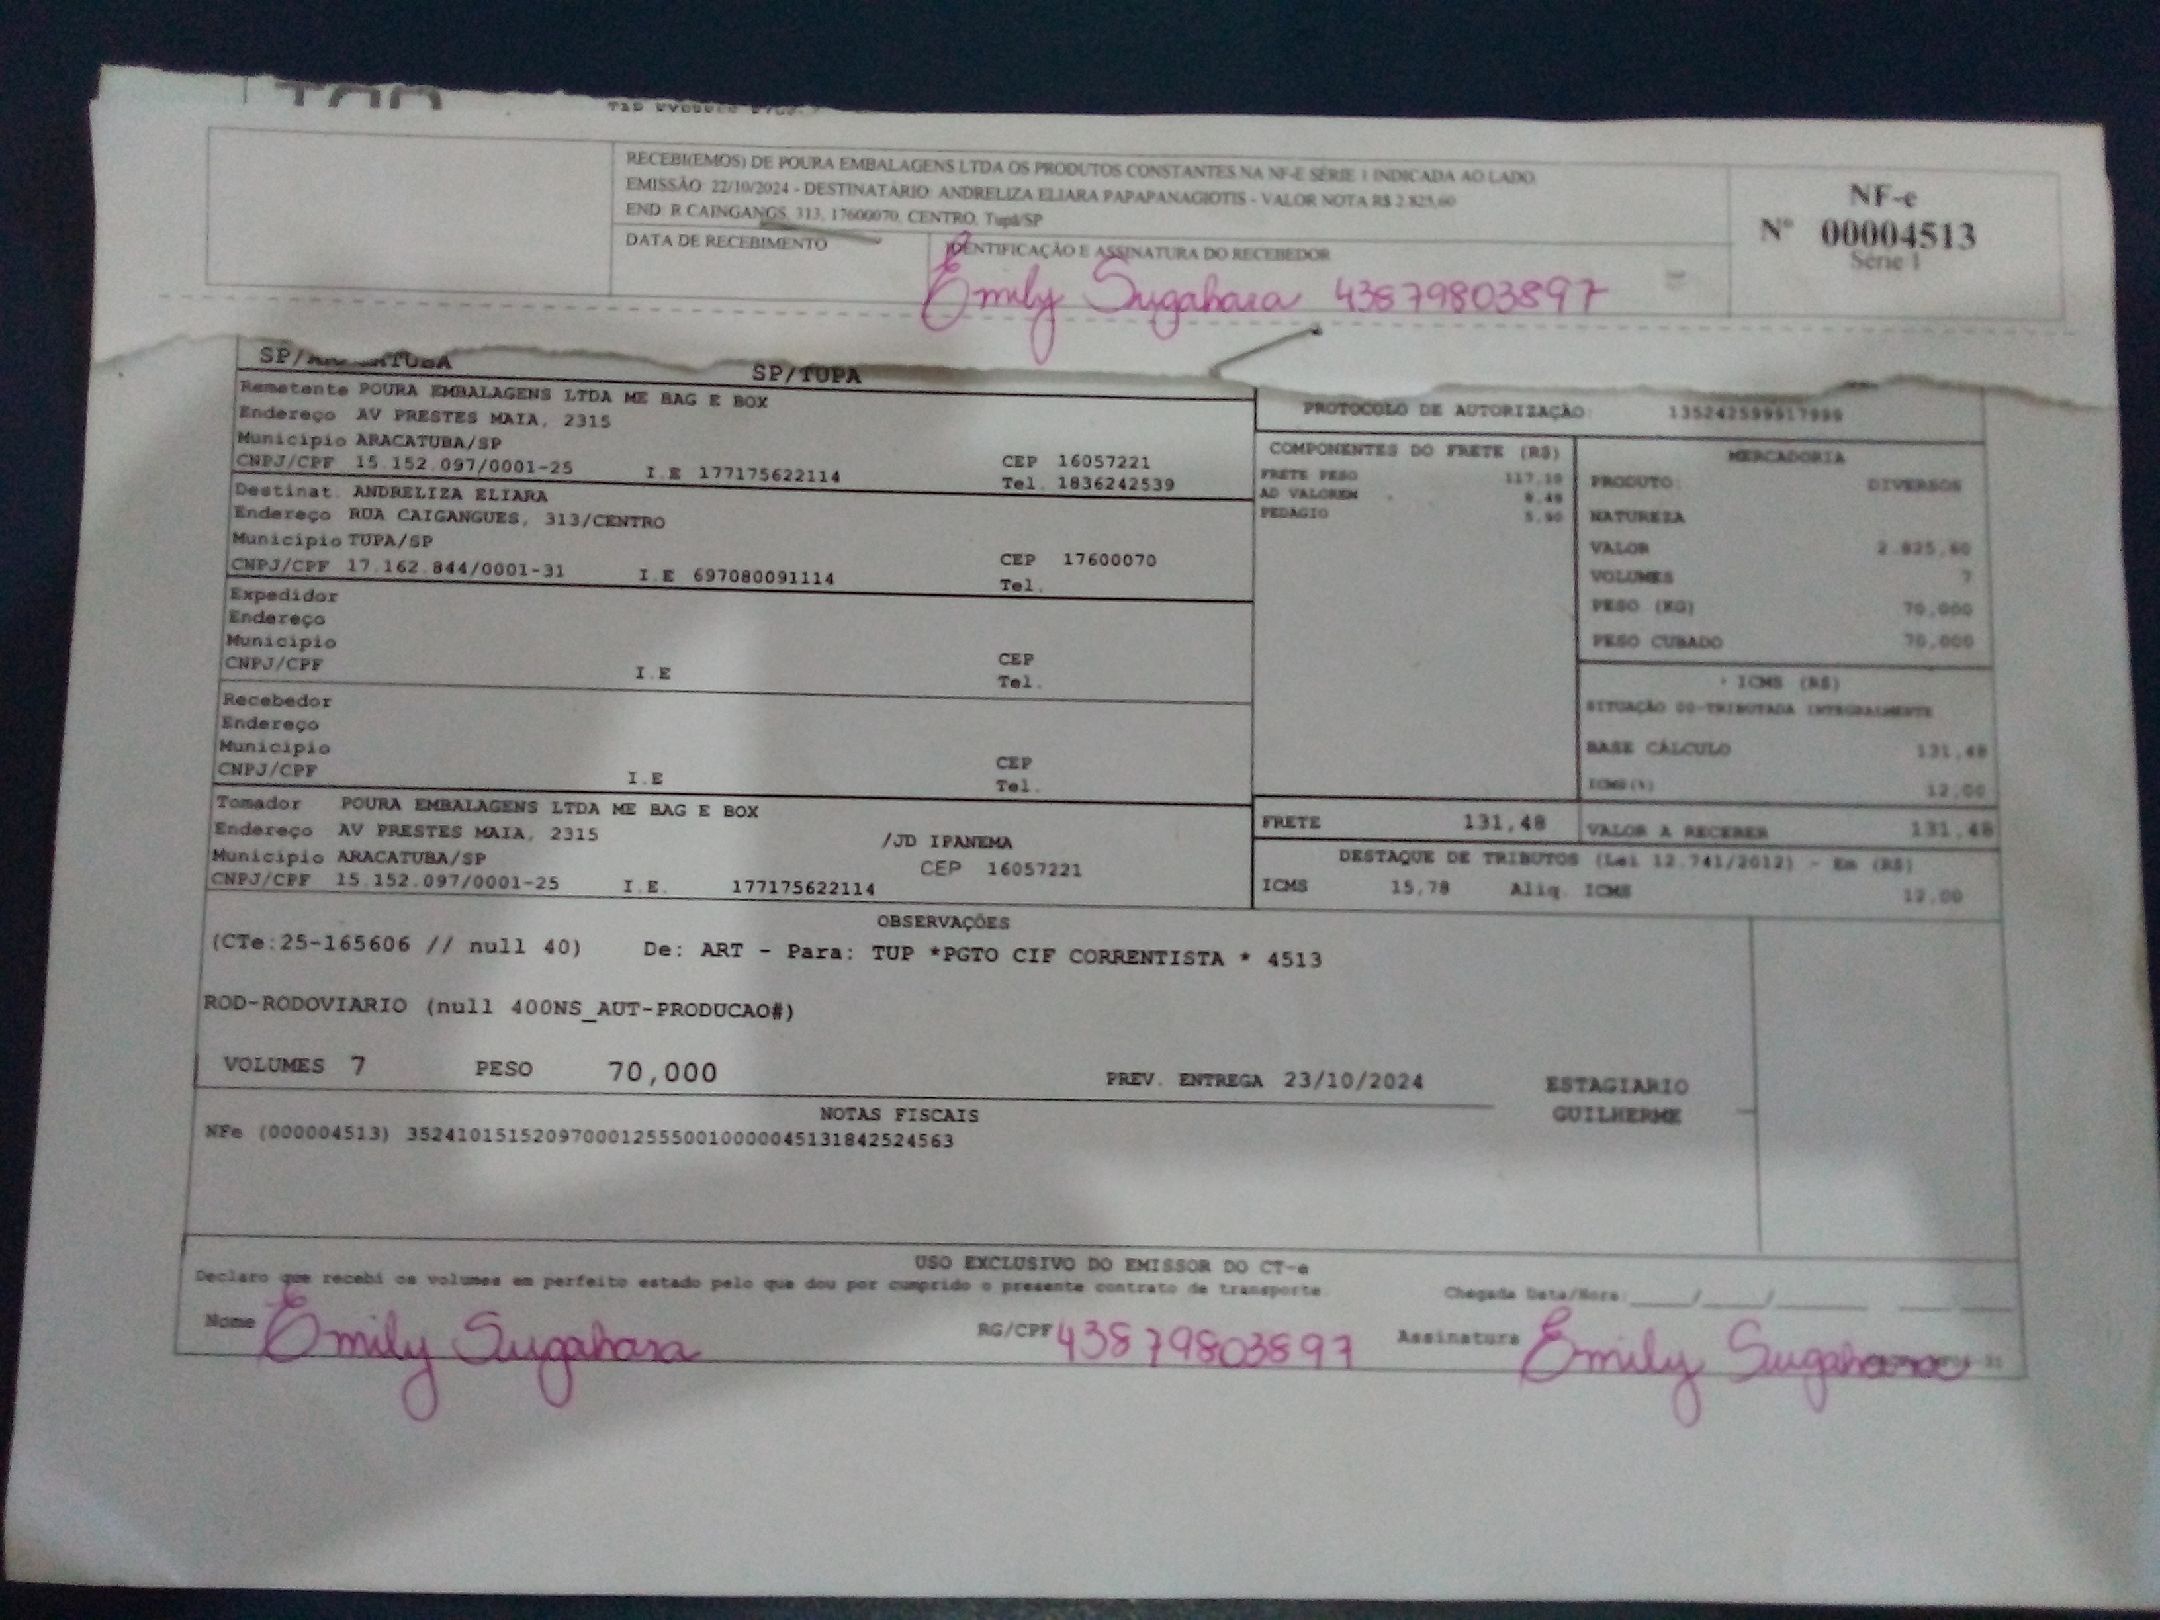 RECEBI(EMOS) DE POURA EMBALAGENS LTDA OS PRODUTOS CONSTANTES NA NF-E SÉRIE 1 INDICADA AO LADO.
EMISSÃO: 22/10/2024 - DESTINATÁRIO: ANDRELIZA ELIARA PAPAPANAGIOTIS - VALOR NOTA R$ 2.825,60
END: R CAINGANGS, 313, 17600070, CENTRO, Tupã/SP
DATA DE RECEBIMENTO
IDENTIFICAÇÃO E ASSINATURA DO RECEBEDOR
Emily Sugahara 43879803897
NF-e
Nº 00004513
Série 1
SP/TUPA
Remetente POURA EMBALAGENS LTDA ME BAG E BOX
Endereço AV PRESTES MAIA, 2315
Município ARACATUBA/SP
CEP 16057221
CNPJ/CPF 15.152.097/0001-25 I.E 177175622114 Tel. 1836242539
Destinat. ANDRELIZA ELIARA
Endereço RUA CAIGANGUES, 313/CENTRO
Município TUPA/SP
CEP 17600070
CNPJ/CPF 17.162.844/0001-31 I.E 697080091114 Tel.
Expedidor
Endereço
Município
CEP
CNPJ/CPF I.E Tel.
Recebedor
Endereço
Município
CEP
CNPJ/CPF I.E Tel.
Tomador POURA EMBALAGENS LTDA ME BAG E BOX
Endereço AV PRESTES MAIA, 2315 /JD IPANEMA
Município ARACATUBA/SP CEP 16057221
CNPJ/CPF 15.152.097/0001-25 I.E. 177175622114
PROTOCOLO DE AUTORIZAÇÃO:
COMPONENTES DO FRETE (R$)
FRETE PESO
AD VALOREM
PEDAGIO 5,90
MERCADORIA
PRODUTO: DIVERSOS
NATUREZA
VALOR 2.825,60
VOLUMES 7
PESO (KG) 70,000
PESO CUBADO 70,000
ICMS (R$)
SITUAÇÃO 00-TRIBUTADA INTEGRALMENTE
BASE CÁLCULO 131,48
ICMS(%) 12,00
FRETE 131,48
VALOR A RECEBER 131,48
DESTAQUE DE TRIBUTOS (Lei 12.741/2012) - Em (R$)
ICMS 15,78 Aliq. ICMS 12,00
OBSERVAÇÕES
(CTe:25-165606 // null 40) De: ART - Para: TUP *PGTO CIF CORRENTISTA * 4513
ROD-RODOVIARIO (null 400NS_AUT-PRODUCAO#)
VOLUMES 7 PESO 70,000 PREV. ENTREGA 23/10/2024
ESTAGIARIO
GUILHERME
NOTAS FISCAIS
NFe (000004513) 35241015152097000125550010000045131842524563
USO EXCLUSIVO DO EMISSOR DO CT-e
Declaro que recebi os volumes em perfeito estado pelo que dou por cumprido o presente contrato de transporte.
Chegada Data/Hora:
Nome Emily Sugahara RG/CPF 43879803897 Assinatura Emily Sugahara